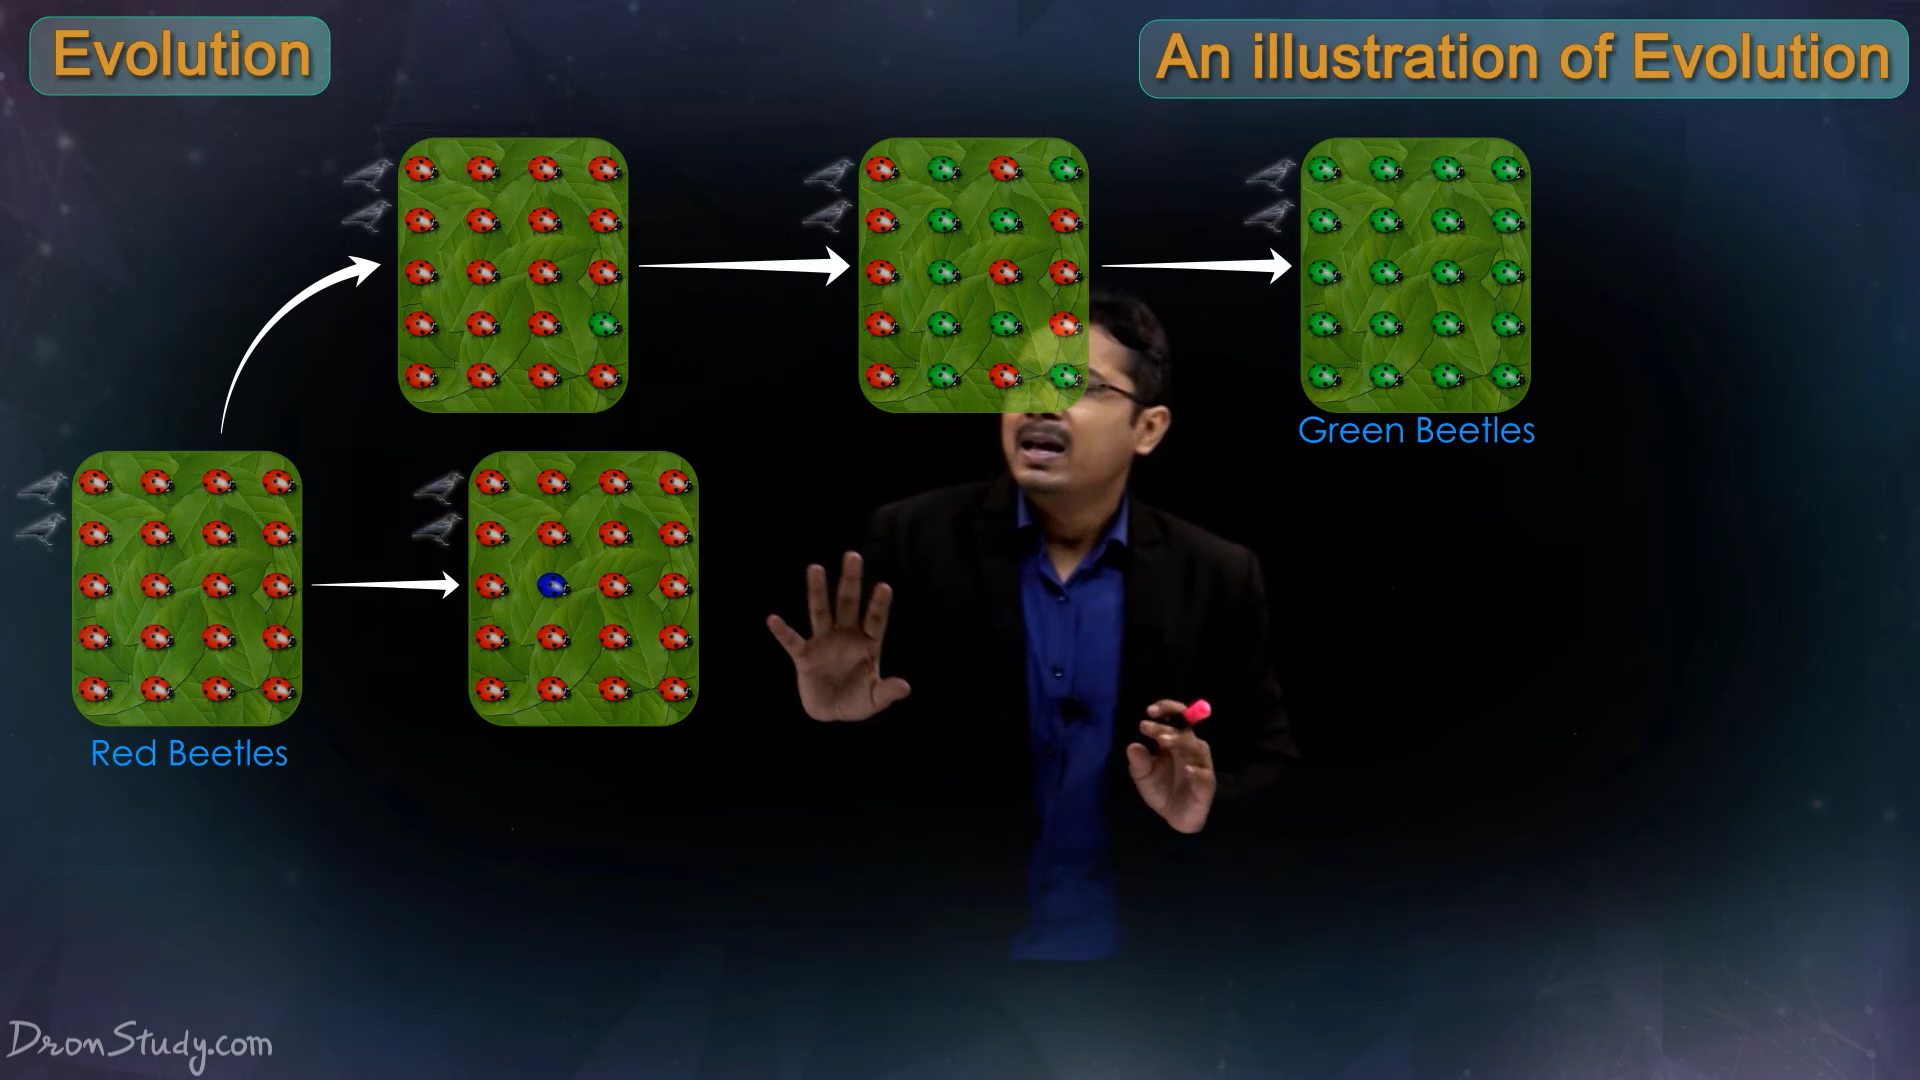 Evolution
An illustration of Evolution
Green Beetles
Red Beetles
DronStudy.com